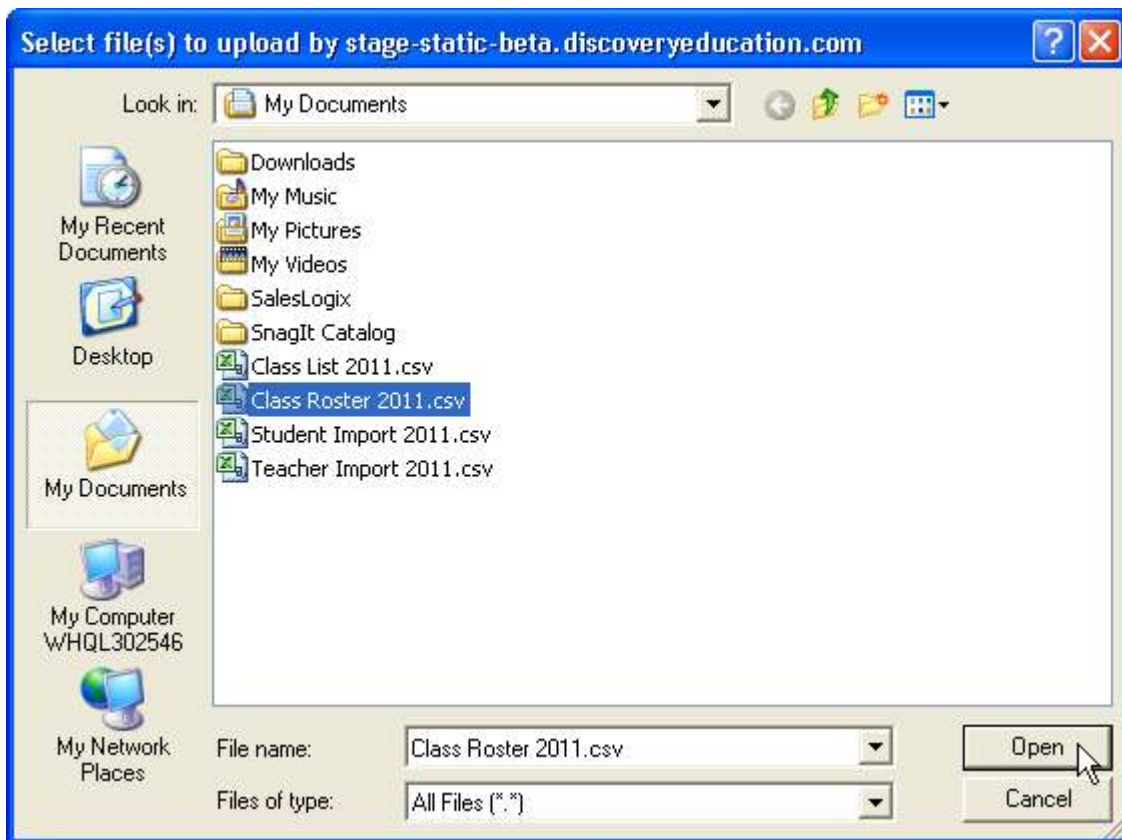 Select file(s) to upload by stage-static-beta.discoveryeducation.com
Look in:
My Documents
My Recent
Documents
Desktop
My Documents
My Computer
WHQL302546
My Network
Places
Downloads
My Music
My Pictures
My Videos
SalesLogix
SnagIt Catalog
Class List 2011.csv
Class Roster 2011.csv
Student Import 2011.csv
Teacher Import 2011.csv
File name:
Class Roster 2011.csv
Open
Files of type:
All Files (*.*)
Cancel